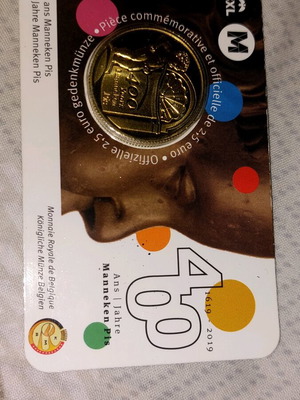 ans Manneken Pis
Jahre Manneken Pis
Offizielle 2,5 euro gedenkmünze • Pièce commémorative et officielle de 2,5 euro •
M
XL
400
Monnaie Royale de Belgique
Königliche Münze Belgien
400
1619 - 2019
Ans | Jahre
Manneken Pis